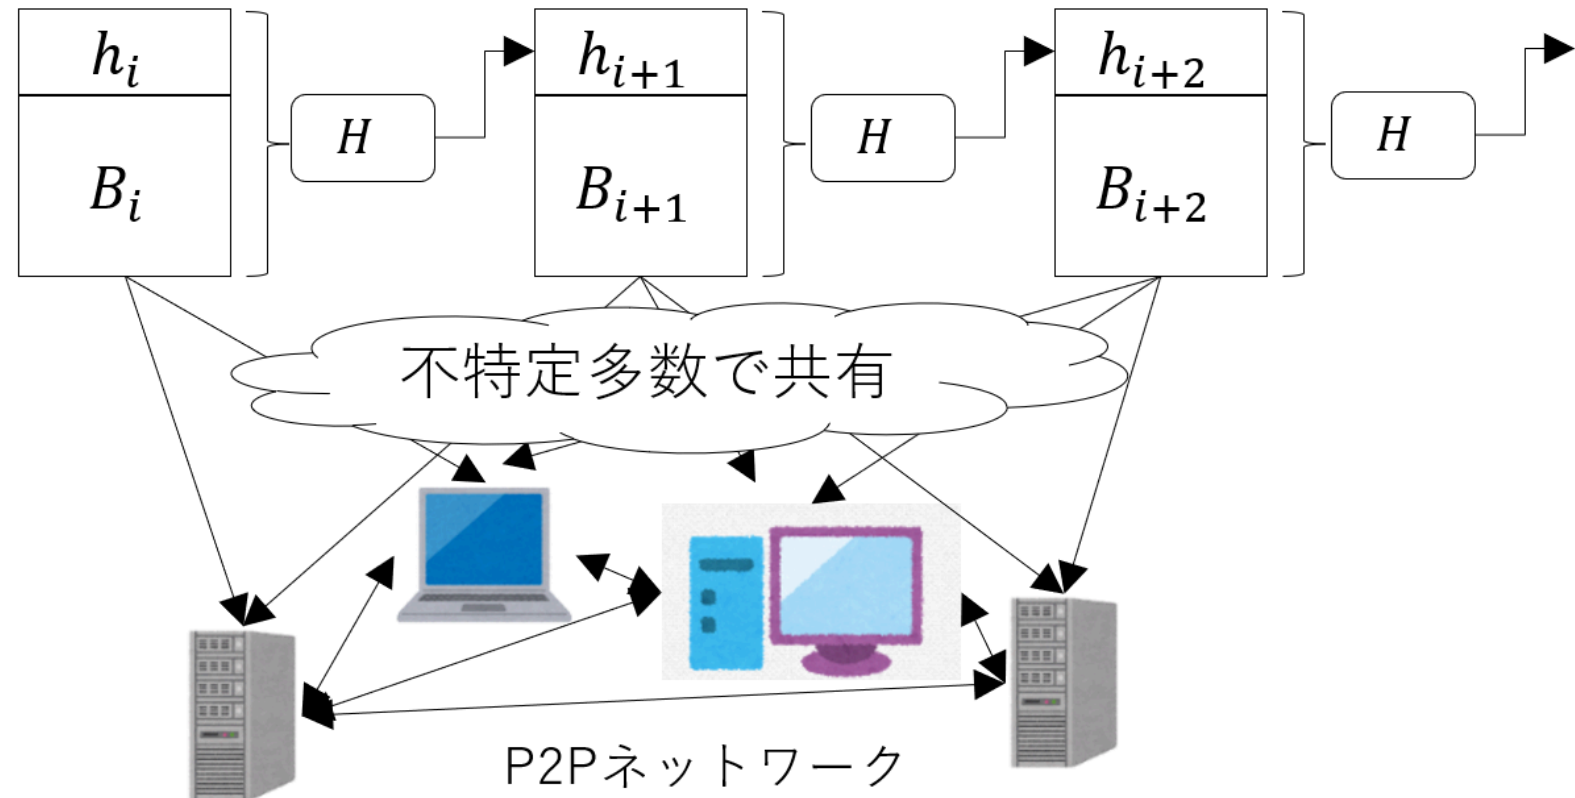 h_i h_{i+1} h_{i+2}
H H H
B_i B_{i+1} B_{i+2}
不特定多数で共有
P2Pネットワーク